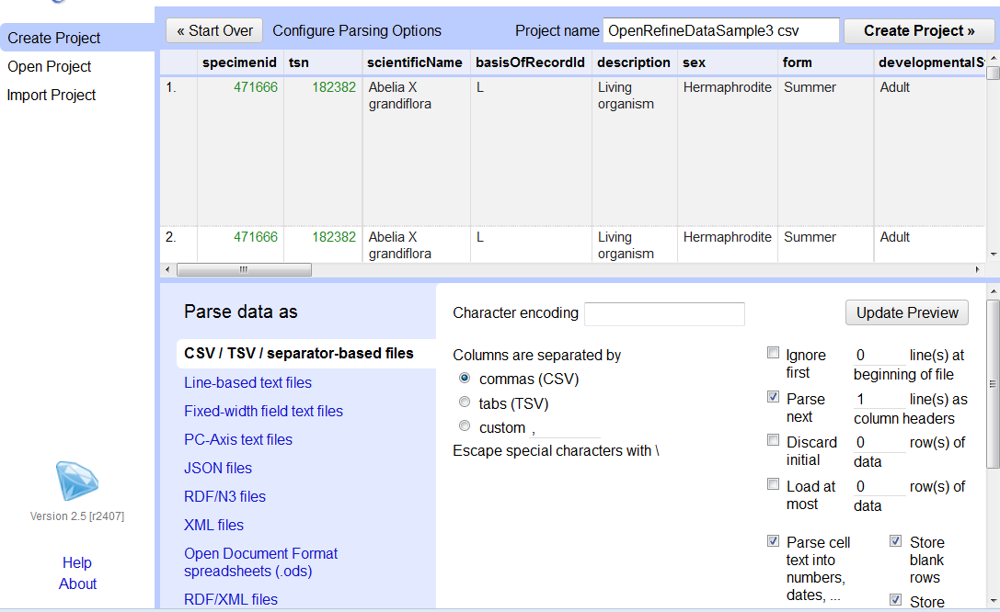 Create Project
Open Project
Import Project
« Start Over Configure Parsing Options Project name OpenRefineDataSample3 csv Create Project »
specimenid tsn scientificName basisOfRecordId description sex form developmentalSt
1. 471666 182382 Abelia X L Living Hermaphrodite Summer Adult
grandiflora organism
2. 471666 182382 Abelia X L Living Hermaphrodite Summer Adult
grandiflora organism
Parse data as
CSV / TSV / separator-based files
Line-based text files
Fixed-width field text files
PC-Axis text files
JSON files
RDF/N3 files
XML files
Open Document Format
spreadsheets (.ods)
RDF/XML files
Character encoding
Update Preview
Columns are separated by
commas (CSV)
tabs (TSV)
custom ,
Escape special characters with \
Ignore 0 line(s) at
first beginning of file
Parse 1 line(s) as
next column headers
Discard 0 row(s) of
initial data
Load at 0 row(s) of
most data
Parse cell
text into
numbers,
dates, ...
Store
blank
rows
Store
Version 2.5 [r2407]
Help
About